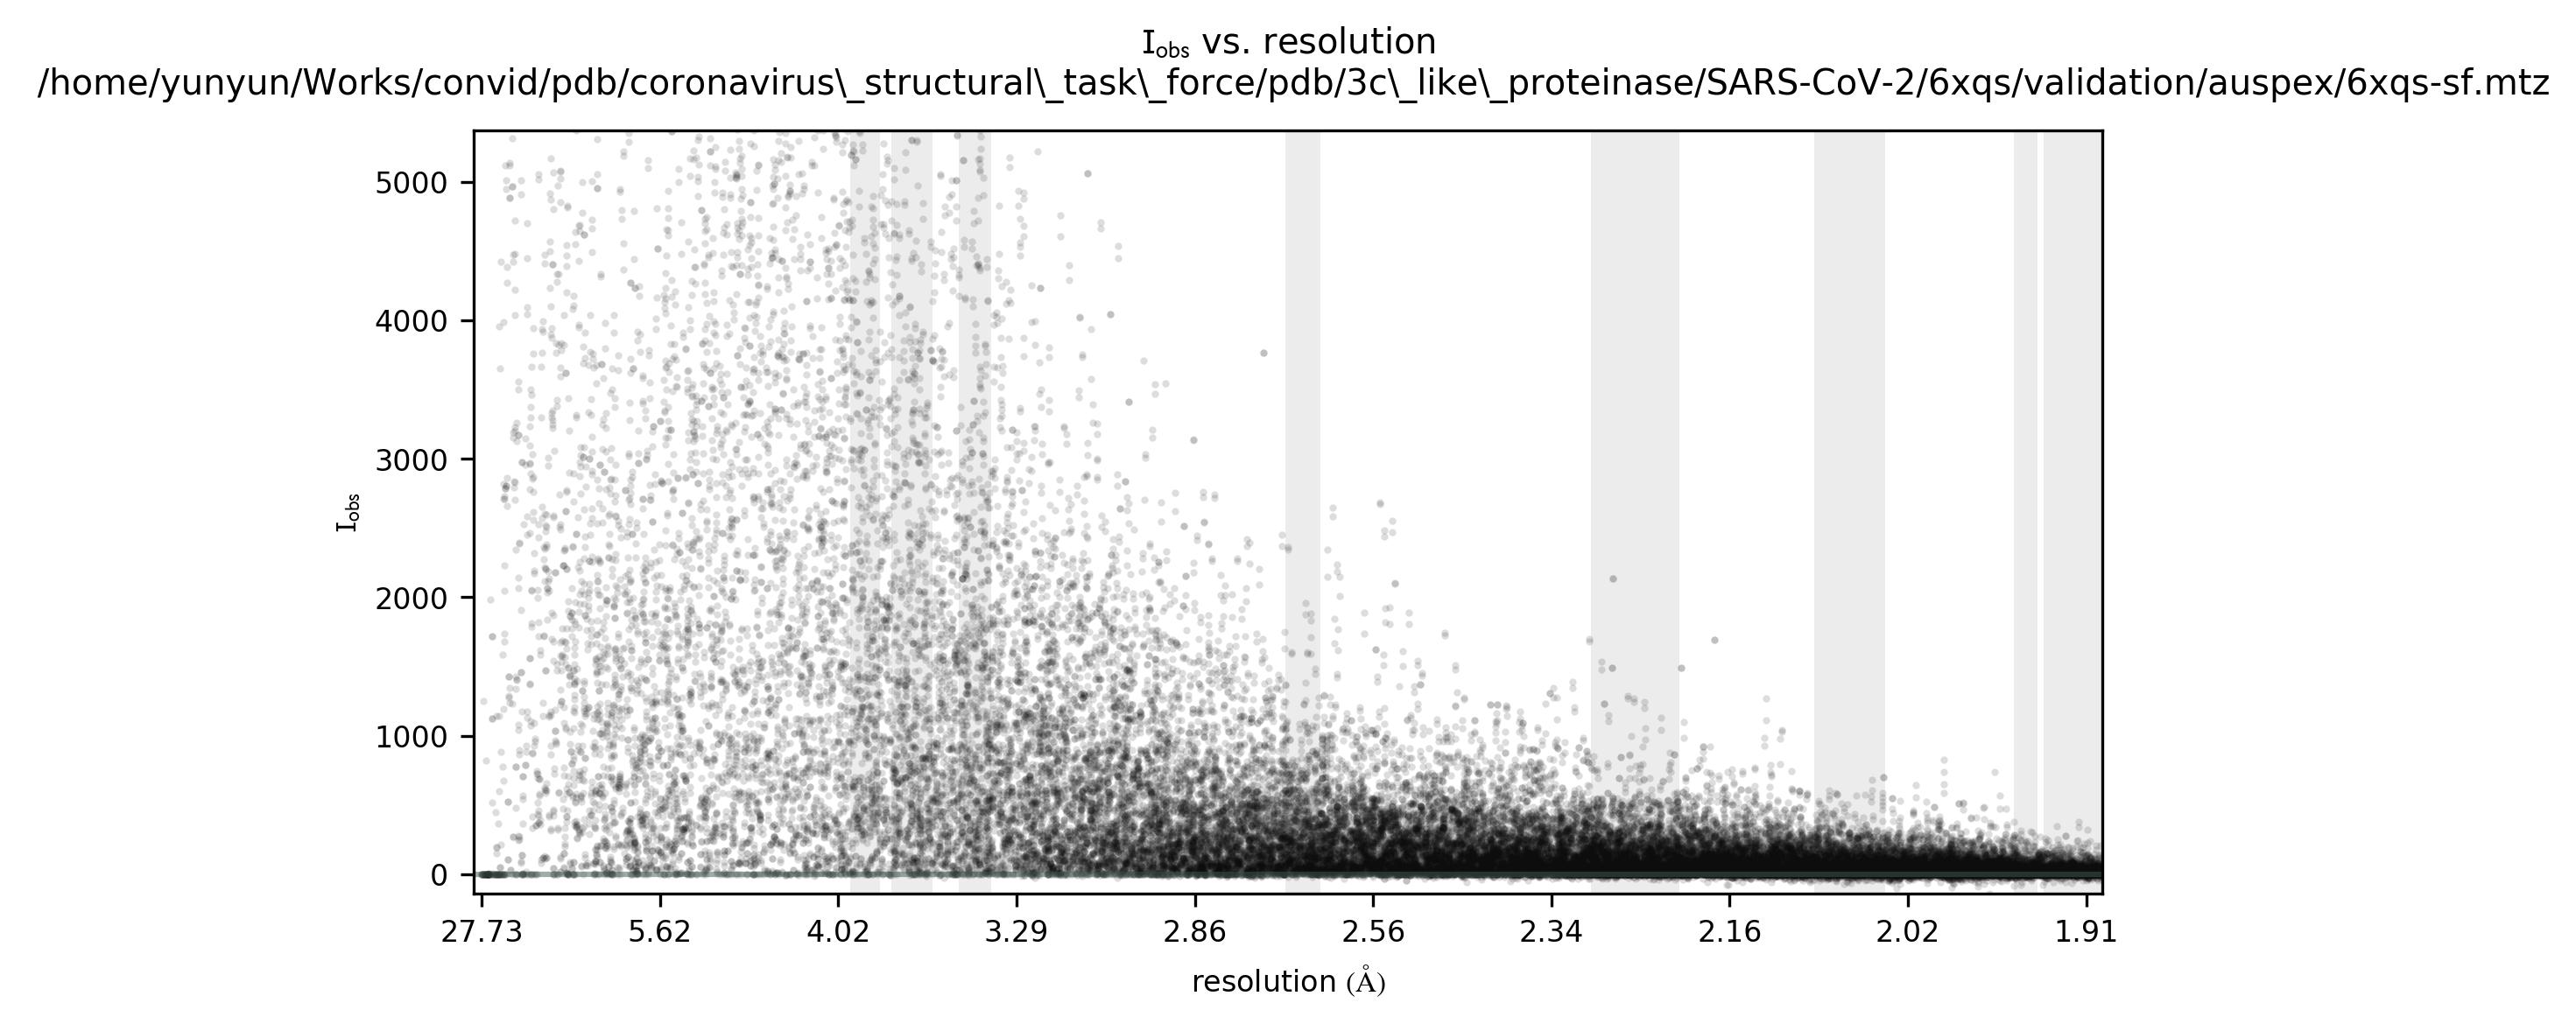 I_obs vs. resolution
/home/yunyun/Works/convid/pdb/coronavirus\_structural\_task\_force/pdb/3c\_like\_proteinase/SARS-CoV-2/6xqs/validation/auspex/6xqs-sf.mtz
5000
4000
3000
2000
1000
0
I_obs
27.73 5.62 4.02 3.29 2.86 2.56 2.34 2.16 2.02 1.91
resolution (Å)